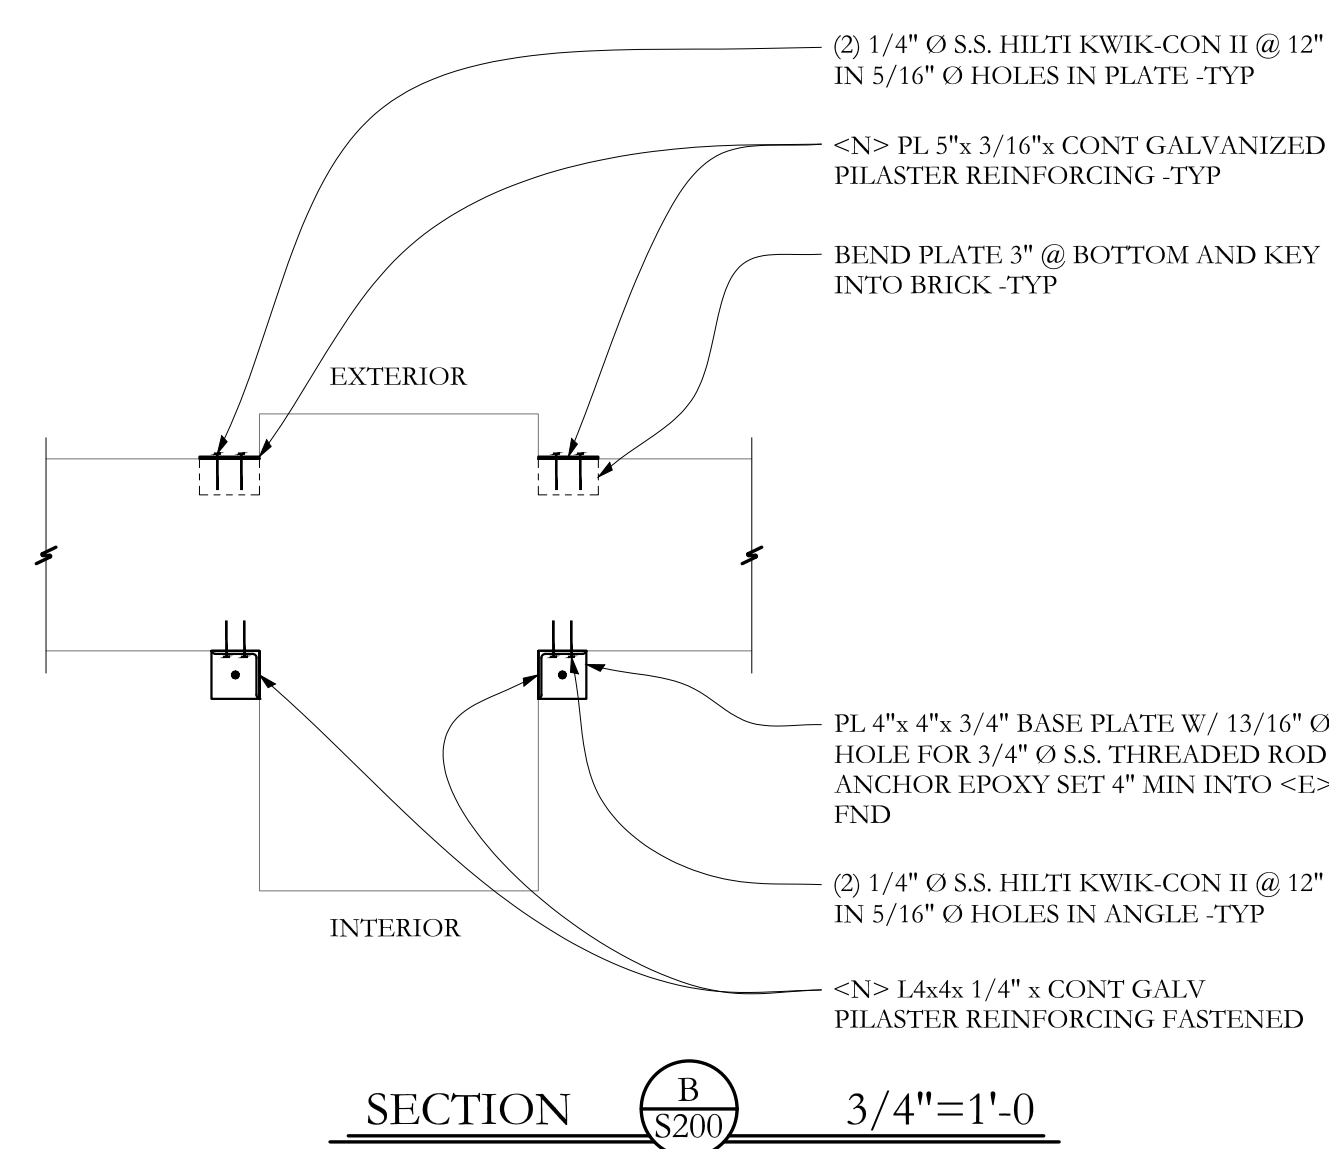 (2) 1/4" Ø S.S. HILTI KWIK-CON II @ 12"
IN 5/16" Ø HOLES IN PLATE -TYP
<N> PL 5"x 3/16"x CONT GALVANIZED
PILASTER REINFORCING -TYP
BEND PLATE 3" @ BOTTOM AND KEY
INTO BRICK -TYP
EXTERIOR
PL 4"x 4"x 3/4" BASE PLATE W/ 13/16" Ø
HOLE FOR 3/4" Ø S.S. THREADED ROD
ANCHOR EPOXY SET 4" MIN INTO <E>
FND
(2) 1/4" Ø S.S. HILTI KWIK-CON II @ 12"
IN 5/16" Ø HOLES IN ANGLE -TYP
INTERIOR
<N> L4x4x 1/4" x CONT GALV
PILASTER REINFORCING FASTENED
SECTION B S200 3/4"=1'-0